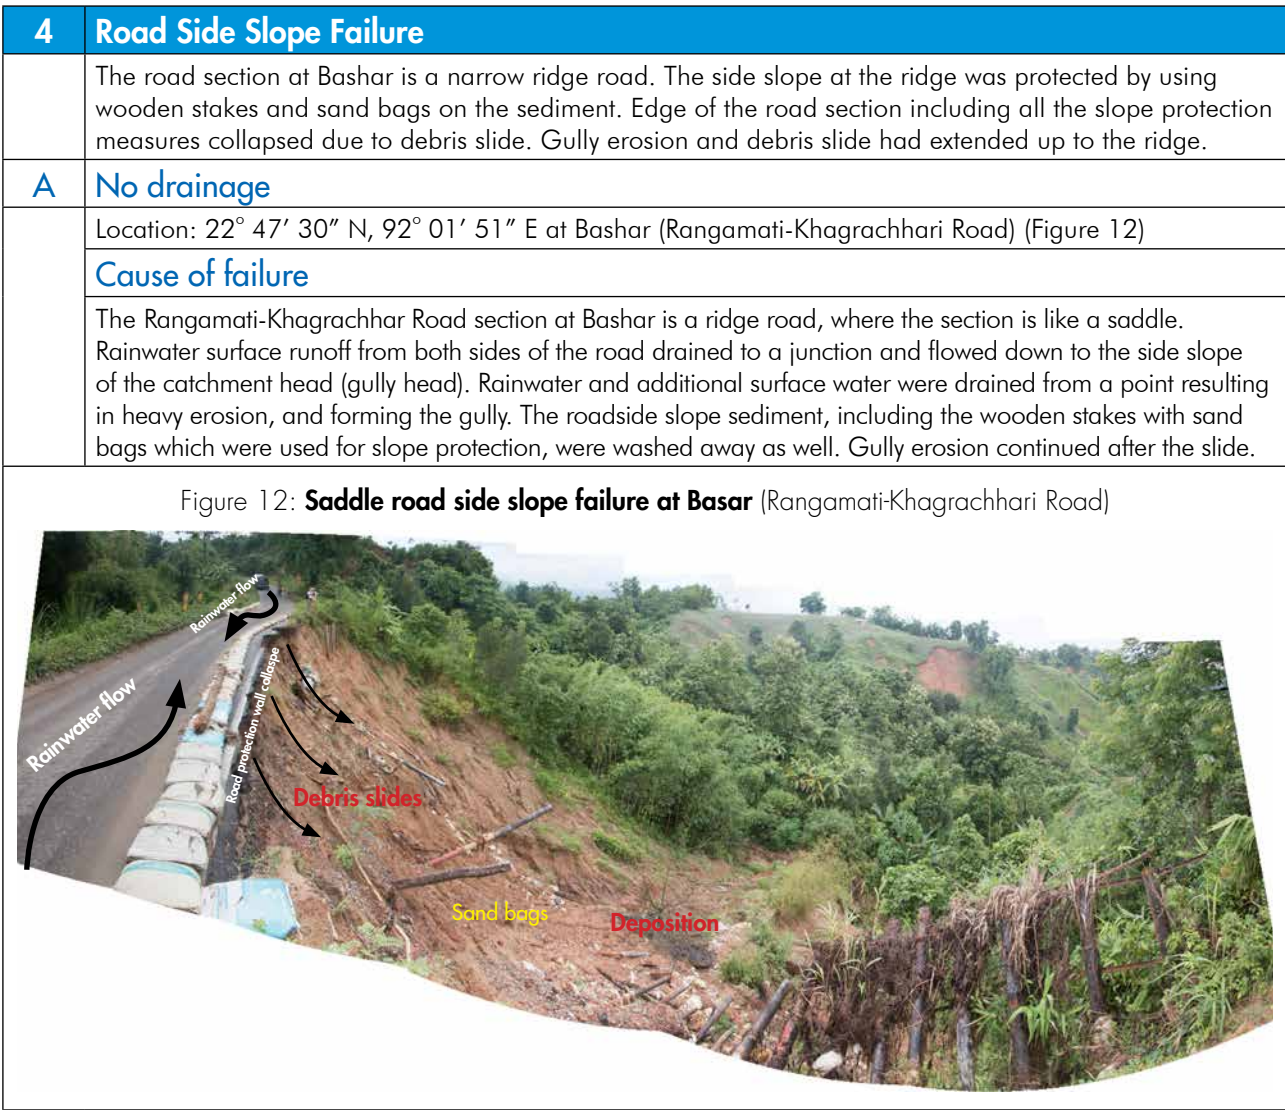 4 Road Side Slope Failure
The road section at Bashar is a narrow ridge road. The side slope at the ridge was protected by using
wooden stakes and sand bags on the sediment. Edge of the road section including all the slope protection
measures collapsed due to debris slide. Gully erosion and debris slide had extended up to the ridge.
A No drainage
Location: 22° 47′ 30″ N, 92° 01′ 51″ E at Bashar (Rangamati-Khagrachhari Road) (Figure 12)
Cause of failure
The Rangamati-Khagrachhar Road section at Bashar is a ridge road, where the section is like a saddle.
Rainwater surface runoff from both sides of the road drained to a junction and flowed down to the side slope
of the catchment head (gully head). Rainwater and additional surface water were drained from a point resulting
in heavy erosion, and forming the gully. The roadside slope sediment, including the wooden stakes with sand
bags which were used for slope protection, were washed away as well. Gully erosion continued after the slide.
Figure 12: Saddle road side slope failure at Basar (Rangamati-Khagrachhari Road)
Rainwater flow
Rainwater flow
Road protection wall collaspe
Debris slides
Sand bags
Deposition